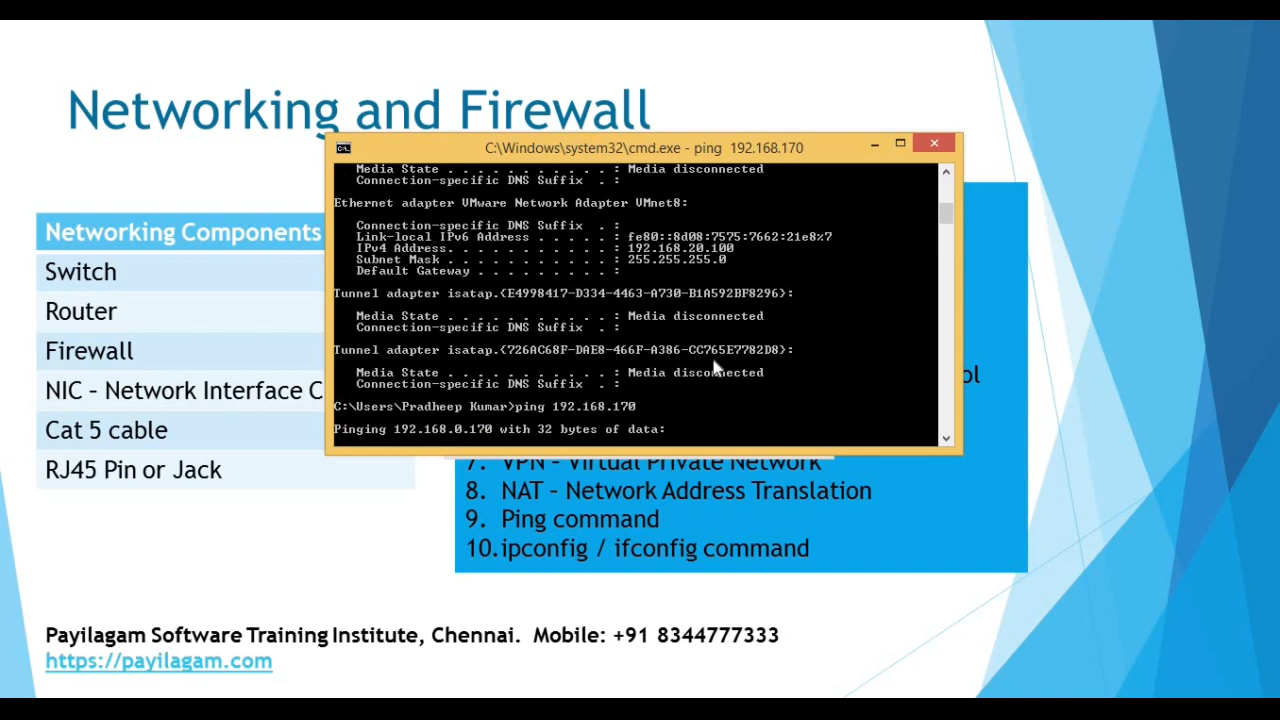 Networking and Firewall
Networking Components
Switch
Router
Firewall
NIC – Network Interface C
Cat 5 cable
RJ45 Pin or Jack
C:\Windows\system32\cmd.exe - ping 192.168.170
Media State . . . . . . . . . . . : Media disconnected
Connection-specific DNS Suffix  . :
Ethernet adapter VMware Network Adapter VMnet8:
Connection-specific DNS Suffix  . :
Link-local IPv6 Address . . . . . : fe80::8d08:7575:7662:21e8%7
IPv4 Address. . . . . . . . . . . : 192.168.20.100
Subnet Mask . . . . . . . . . . . : 255.255.255.0
Default Gateway . . . . . . . . . :
Tunnel adapter isatap.{E4998417-D334-4463-A730-B1A592BF8296}:
Media State . . . . . . . . . . . : Media disconnected
Connection-specific DNS Suffix  . :
Tunnel adapter isatap.{726AC68F-DAE8-466F-A386-CC765E7782D8}:
Media State . . . . . . . . . . . : Media disconnected
Connection-specific DNS Suffix  . :
C:\Users\Pradheep Kumar>ping 192.168.170
Pinging 192.168.0.170 with 32 bytes of data:
ol
7. VPN – Virtual Private Network
8. NAT – Network Address Translation
9. Ping command
10. ipconfig / ifconfig command
Payilagam Software Training Institute, Chennai. Mobile: +91 8344777333
https://payilagam.com